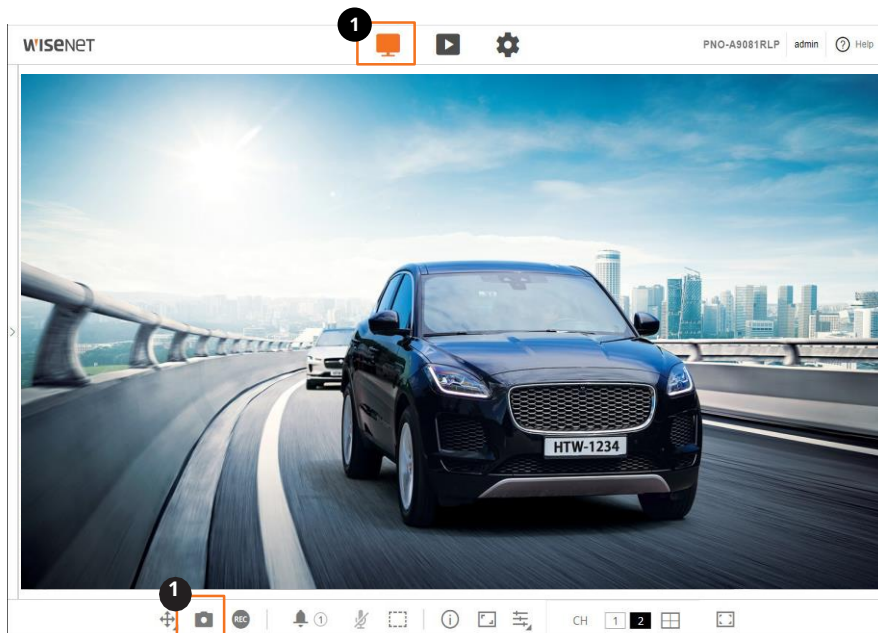 1
WISENET
PNO-A9081RLP
admin
? Help
HTW-1234
1
REC
1
i
CH
1
2